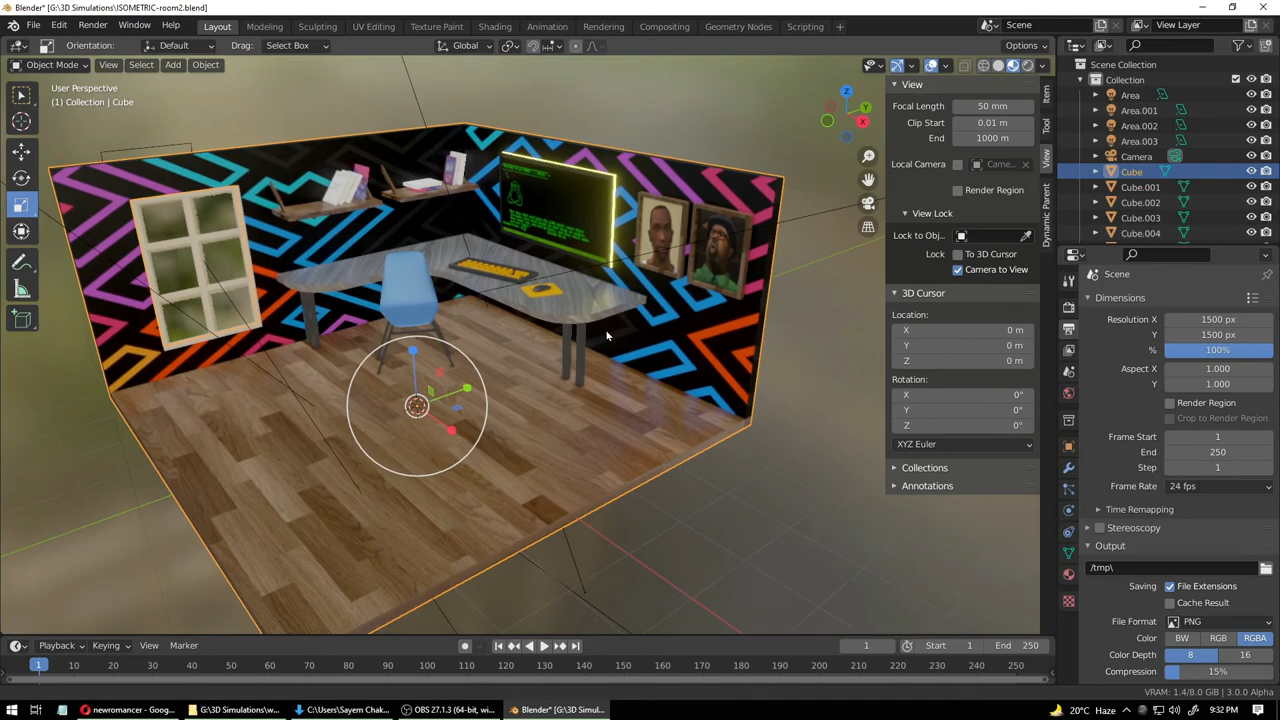 Blender* [G:\3D Simulations\ISOMETRIC-room2.blend]
File Edit Render Window Help Layout Modeling Sculpting UV Editing Texture Paint Shading Animation Rendering Compositing Geometry Nodes Scripting + Scene View Layer
Orientation: Default Drag: Select Box Global Options
Object Mode View Select Add Object
User Perspective
(1) Collection | Cube
Z
Y
X
View
Focal Length 50 mm
Clip Start 0.01 m
End 1000 m
Local Camera Came...
Render Region
View Lock
Lock to Obj...
Lock To 3D Cursor
Camera to View
3D Cursor
Location:
X 0 m
Y 0 m
Z 0 m
Rotation:
X 0°
Y 0°
Z 0°
XYZ Euler
Collections
Annotations
Item
Tool
View
Dynamic Parent
Scene Collection
Collection
Area
Area.001
Area.002
Area.003
Camera
Cube
Cube.001
Cube.002
Cube.003
Cube.004
Scene
Dimensions
Resolution X 1500 px
Y 1500 px
% 100%
Aspect X 1.000
Y 1.000
Render Region
Crop to Render Region
Frame Start 1
End 250
Step 1
Frame Rate 24 fps
Time Remapping
Stereoscopy
Output
/tmp\
Saving File Extensions
Cache Result
File Format PNG
Color BW RGB RGBA
Color Depth 8 16
Compression 15%
Playback Keying View Marker 1 Start 1 End 250
1 10 20 30 40 50 60 70 80 90 100 110 120 130 140 150 160 170 180 190 200 210 220 230 240 250
VRAM: 1.4/8.0 GiB | 3.0.0 Alpha
newromancer - Goog... G:\3D Simulations\w... C:\Users\Sayem Chak... OBS 27.1.3 (64-bit, wi... Blender* [G:\3D Simul... 20°C Haze 9:32 PM